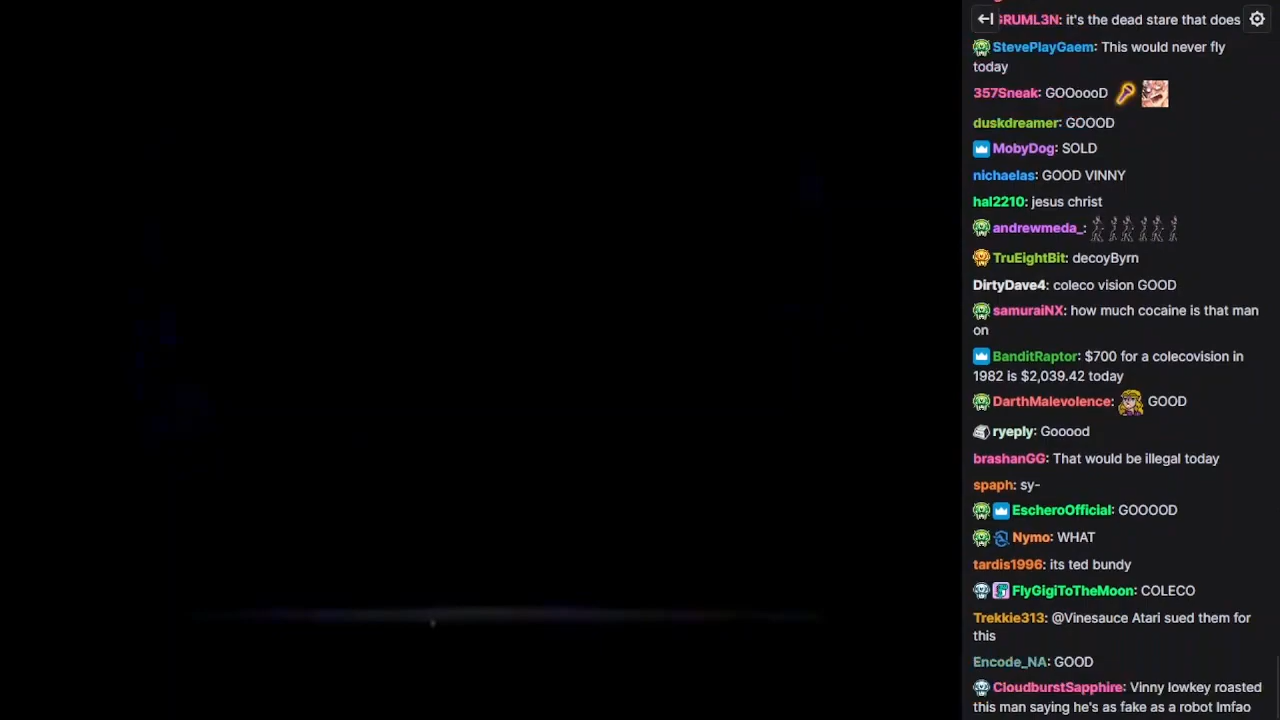 GRUML3N: it's the dead stare that does
StevePlayGaem: This would never fly
today
357Sneak: GOOoooD
duskdreamer: GOOOD
MobyDog: SOLD
nichaelas: GOOD VINNY
hal2210: jesus christ
andrewmeda_:
TruEightBit: decoyByrn
DirtyDave4: coleco vision GOOD
samuraiNX: how much cocaine is that man
on
BanditRaptor: $700 for a colecovision in
1982 is $2,039.42 today
DarthMalevolence: GOOD
ryeply: Gooood
brashanGG: That would be illegal today
spaph: sy-
EscheroOfficial: GOOOOD
Nymo: WHAT
tardis1996: its ted bundy
FlyGigiToTheMoon: COLECO
Trekkie313: @Vinesauce Atari sued them for
this
Encode_NA: GOOD
CloudburstSapphire: Vinny lowkey roasted
this man saying he's as fake as a robot lmfao